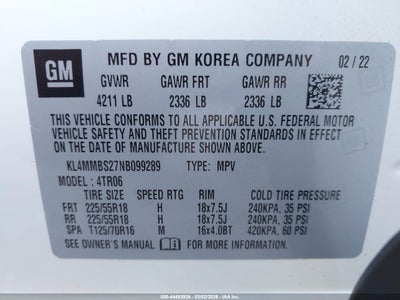 GM
MFD BY GM KOREA COMPANY 02 / 22
GVWR GAWR FRT GAWR RR
4211 LB 2336 LB 2336 LB
THIS VEHICLE CONFORMS TO ALL APPLICABLE U.S. FEDERAL MOTOR
VEHICLE SAFETY AND THEFT PREVENTION STANDARDS IN EFFECT
ON THE DATE OF MANUFACTURE SHOWN ABOVE.
KL4MMBS27NB099289 TYPE: MPV
MODEL : 4TR06
TIRE SIZE SPEED RTG RIM COLD TIRE PRESSURE
FRT 225/55R18 H 18x7.5J 240KPA, 35 PSI
RR 225/55R18 H 18x7.5J 240KPA, 35 PSI
SPA T125/70R16 M 16x4.0BT 420KPA, 60 PSI
SEE OWNER'S MANUAL FOR ADDITIONAL INFORMATION.